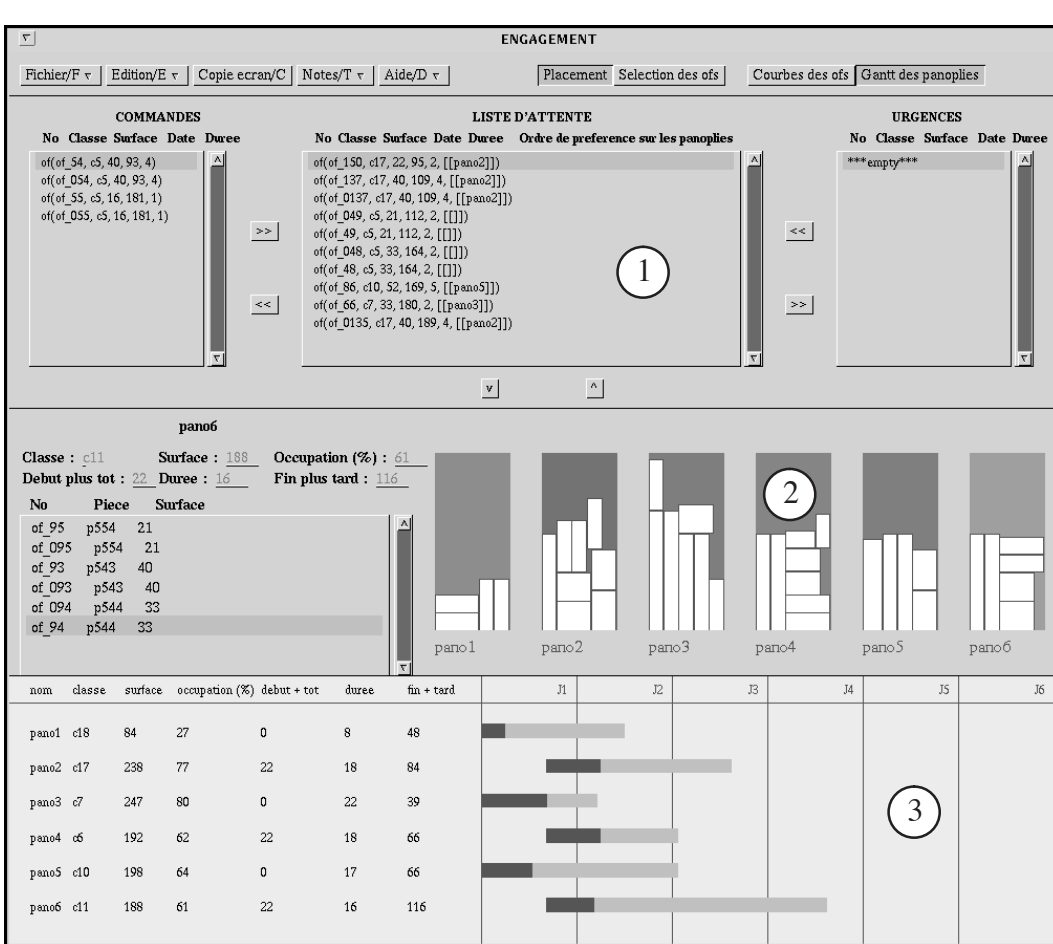 ENGAGEMENT
Fichier/F Edition/E Copie ecran/C Notes/T Aide/D Placement Selection des ofs Courbes des ofs Gantt des panoplies
COMMANDES LISTE D'ATTENTE URGENCES
No Classe Surface Date Duree No Classe Surface Date Duree Ordre de preference sur les panoplies No Classe Surface Date Duree
of(of_54, c5, 40, 93, 4) of(of_150, c17, 22, 95, 2, [[pano2]]) ***empty***
of(of_054, c5, 40, 93, 4) of(of_137, c17, 40, 109, 4, [[pano2]])
of(of_55, c5, 16, 181, 1) of(of_0137, c17, 40, 109, 4, [[pano2]])
of(of_055, c5, 16, 181, 1) of(of_049, c5, 21, 112, 2, [[]])
>> of(of_49, c5, 21, 112, 2, [[]]) <<
of(of_048, c5, 33, 164, 2, [[]])
of(of_48, c5, 33, 164, 2, [[]])
1
of(of_86, c10, 52, 169, 5, [[pano5]])
<< of(of_66, c7, 33, 180, 2, [[pano3]]) >>
of(of_0135, c17, 40, 189, 4, [[pano2]])
v ^
pano6
Classe : c11 Surface : 188 Occupation (%) : 61
Debut plus tot : 22 Duree : 16 Fin plus tard : 116
2
No Piece Surface
of_95 p554 21
of_095 p554 21
of_93 p543 40
of_093 p543 40
of_094 p544 33
of_94 p544 33
pano1 pano2 pano3 pano4 pano5 pano6
nom classe surface occupation (%) debut + tot duree fin + tard J1 J2 J3 J4 J5 J6
pano1 c18 84 27 0 8 48
pano2 c17 238 77 22 18 84
pano3 c7 247 80 0 22 39
3
pano4 c6 192 62 22 18 66
pano5 c10 198 64 0 17 66
pano6 c11 188 61 22 16 116